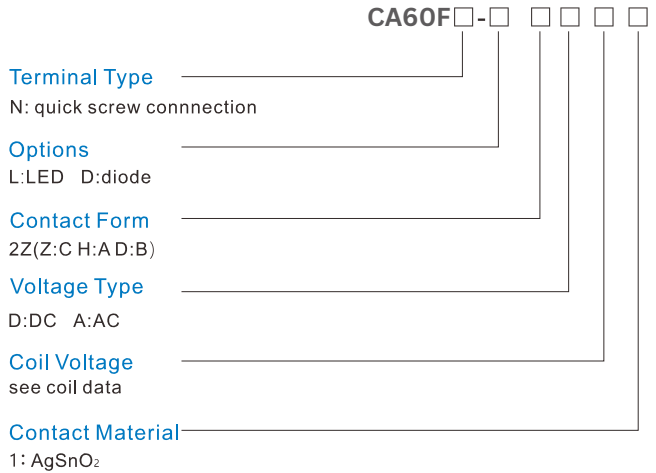 CA60F□-□ □□□□
Terminal Type
N: quick screw connnection
Options
L:LED D:diode
Contact Form
2Z(Z:C H:A D:B)
Voltage Type
D:DC A:AC
Coil Voltage
see coil data
Contact Material
1: AgSnO₂